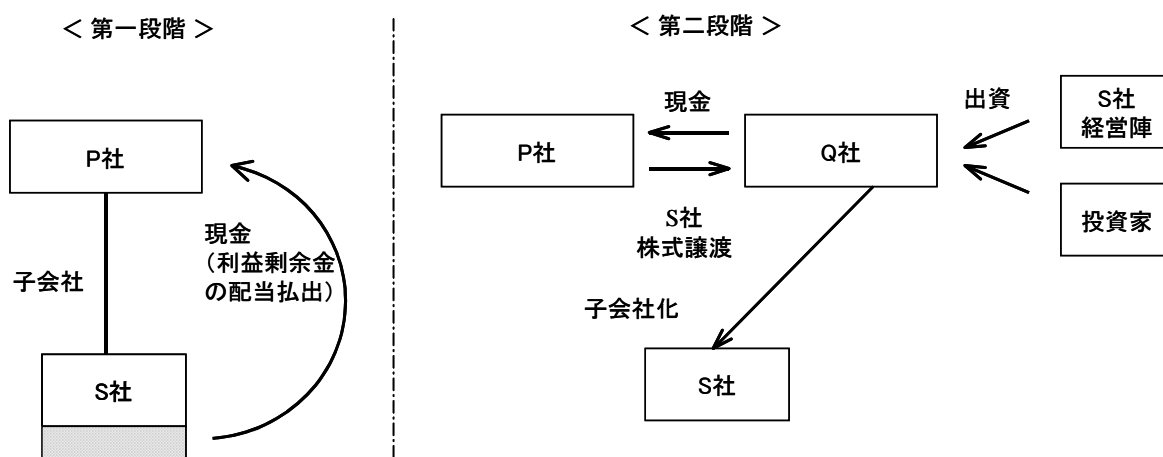 ＜ 第一段階 ＞
P社
子会社
現金
（利益剰余金
の配当払出）
S社
＜ 第二段階 ＞
P社
現金
S社
株式譲渡
Q社
出資
S社
経営陣
投資家
子会社化
S社